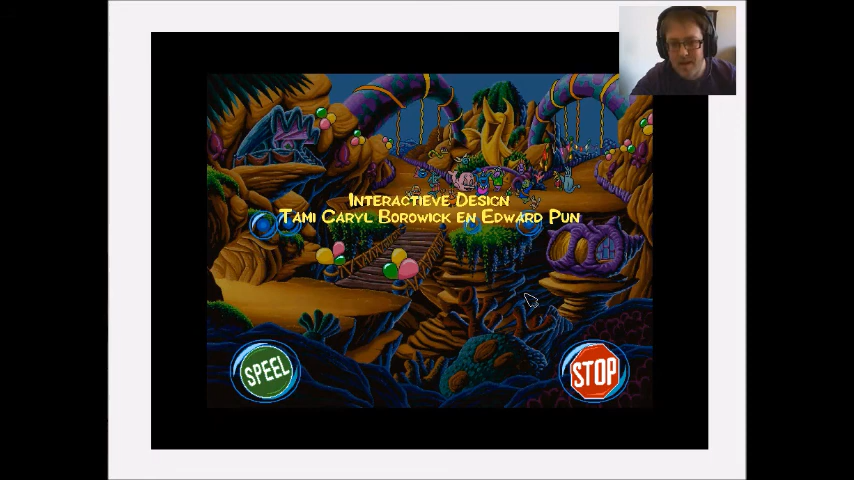 Interactieve Design
Tami Caryl Borowick en Edward Pun
SPEEL
STOP